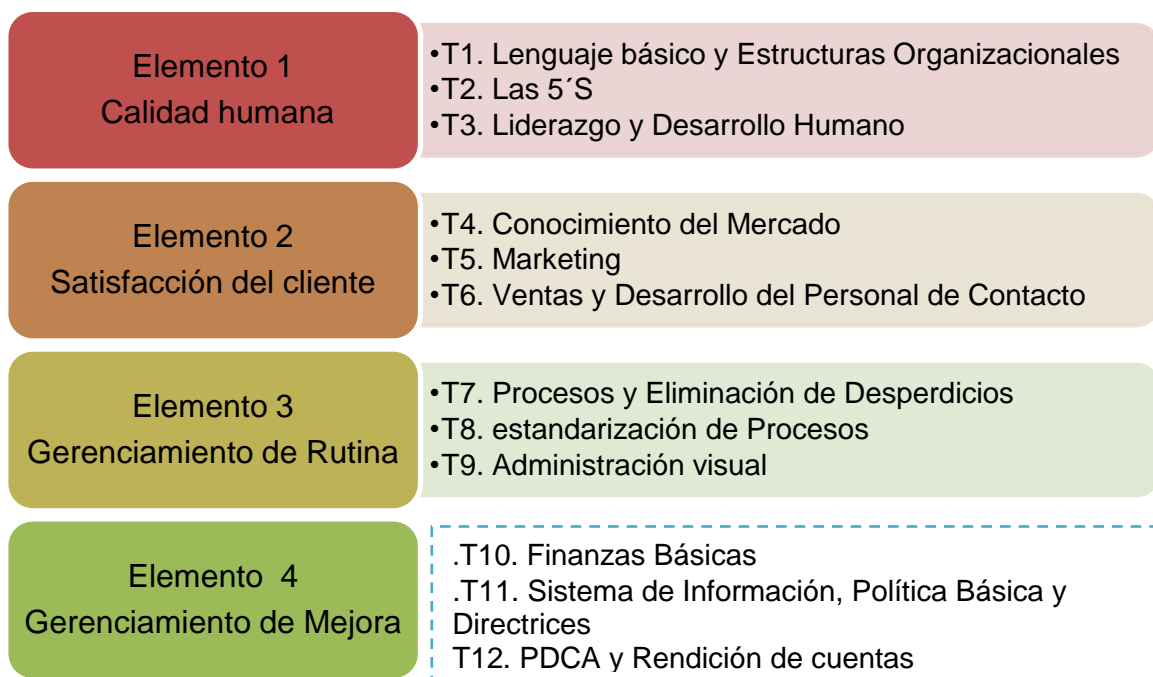 Elemento 1
Calidad humana
•T1. Lenguaje básico y Estructuras Organizacionales
•T2. Las 5´S
•T3. Liderazgo y Desarrollo Humano
Elemento 2
Satisfacción del cliente
•T4. Conocimiento del Mercado
•T5. Marketing
•T6. Ventas y Desarrollo del Personal de Contacto
Elemento 3
Gerenciamiento de Rutina
•T7. Procesos y Eliminación de Desperdicios
•T8. estandarización de Procesos
•T9. Administración visual
Elemento 4
Gerenciamiento de Mejora
.T10. Finanzas Básicas
.T11. Sistema de Información, Política Básica y
Directrices
T12. PDCA y Rendición de cuentas